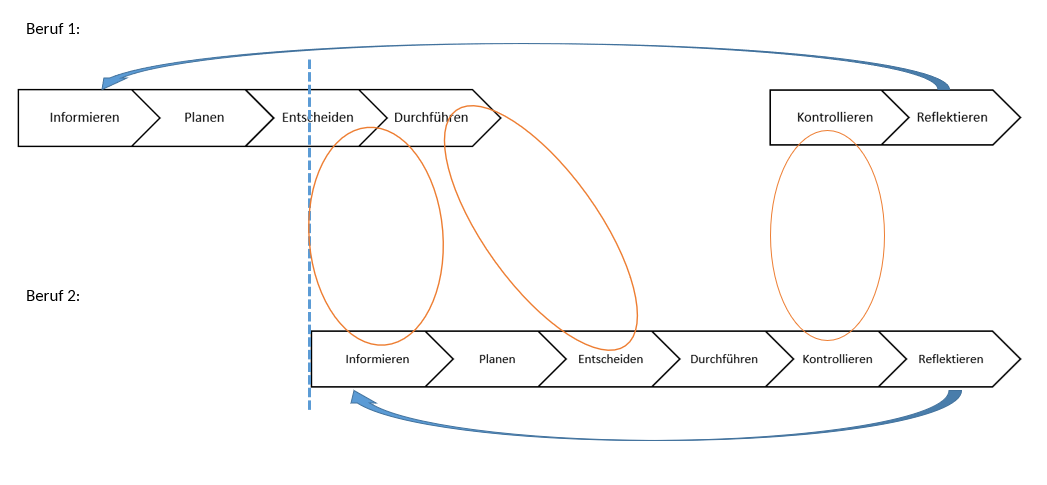 Beruf 1:
Informieren Planen Entscheiden Durchführen Kontrollieren Reflektieren
Beruf 2:
Informieren Planen Entscheiden Durchführen Kontrollieren Reflektieren